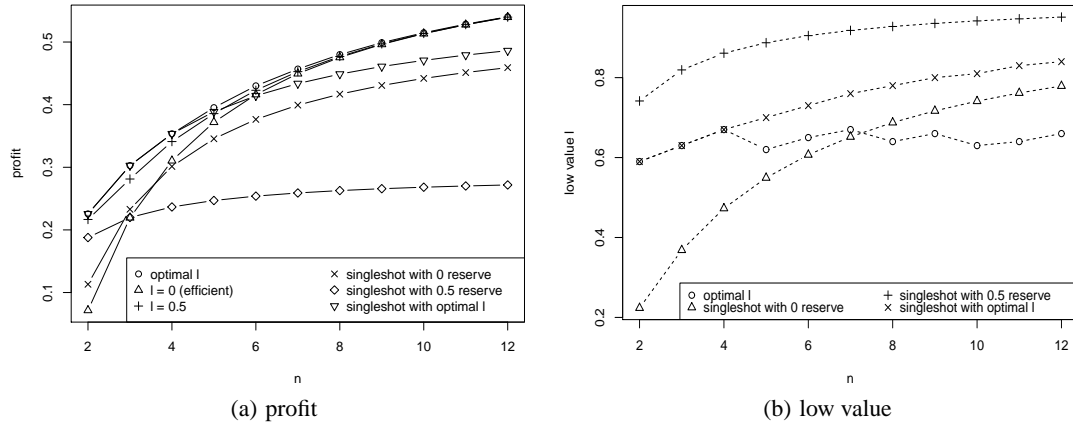 profit
0.5
0.4
0.3
0.2
0.1
optimal l
l = 0 (efficient)
l = 0.5
singleshot with 0 reserve
singleshot with 0.5 reserve
singleshot with optimal l
2 4 6 8 10 12
n
(a) profit
low value l
0.8
0.6
0.4
0.2
optimal l
singleshot with 0 reserve
singleshot with 0.5 reserve
singleshot with optimal l
2 4 6 8 10 12
n
(b) low value